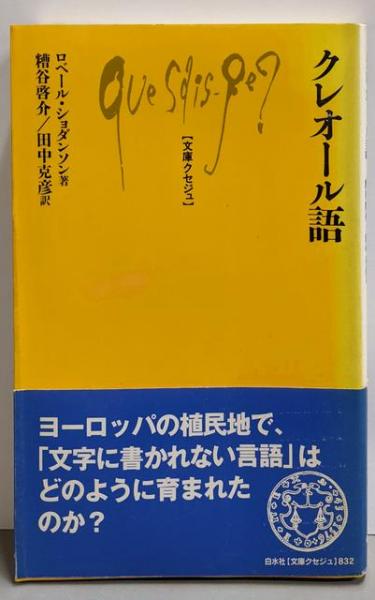 クレオール語
Que sais-je?
［文庫クセジュ］
ロベール・ショダンソン著
糟谷啓介／田中克彦訳
ヨーロッパの植民地で、
「文字に書かれない言語」は
どのように育まれた
のか？
白水社［文庫クセジュ］832